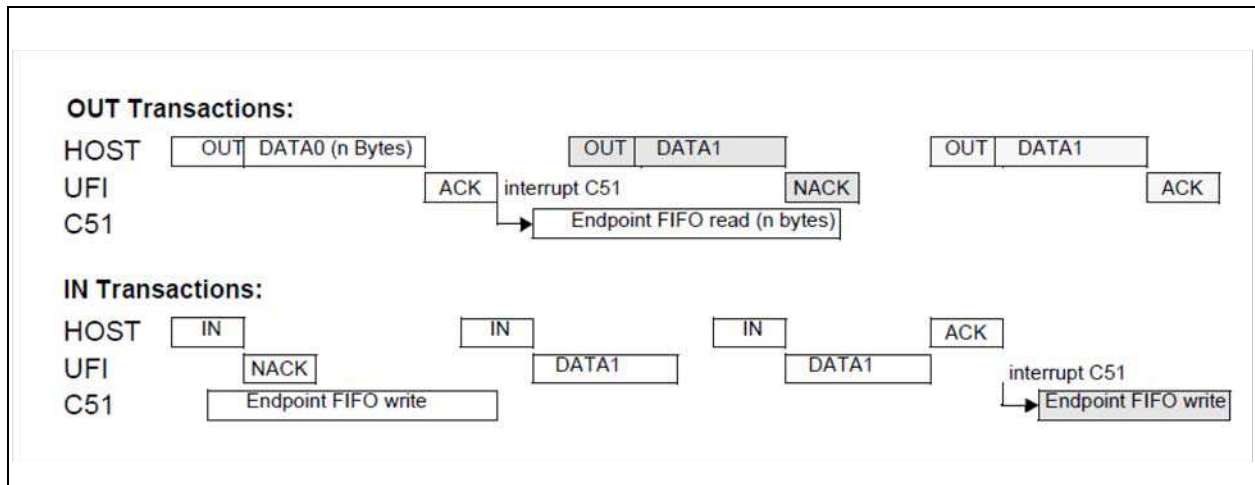 OUT Transactions:
HOST OUT DATA0 (n Bytes) OUT DATA1 OUT DATA1
UFI ACK interrupt C51 NACK ACK
C51 Endpoint FIFO read (n bytes)
IN Transactions:
HOST IN IN IN ACK
UFI NACK DATA1 DATA1 interrupt C51
C51 Endpoint FIFO write Endpoint FIFO write